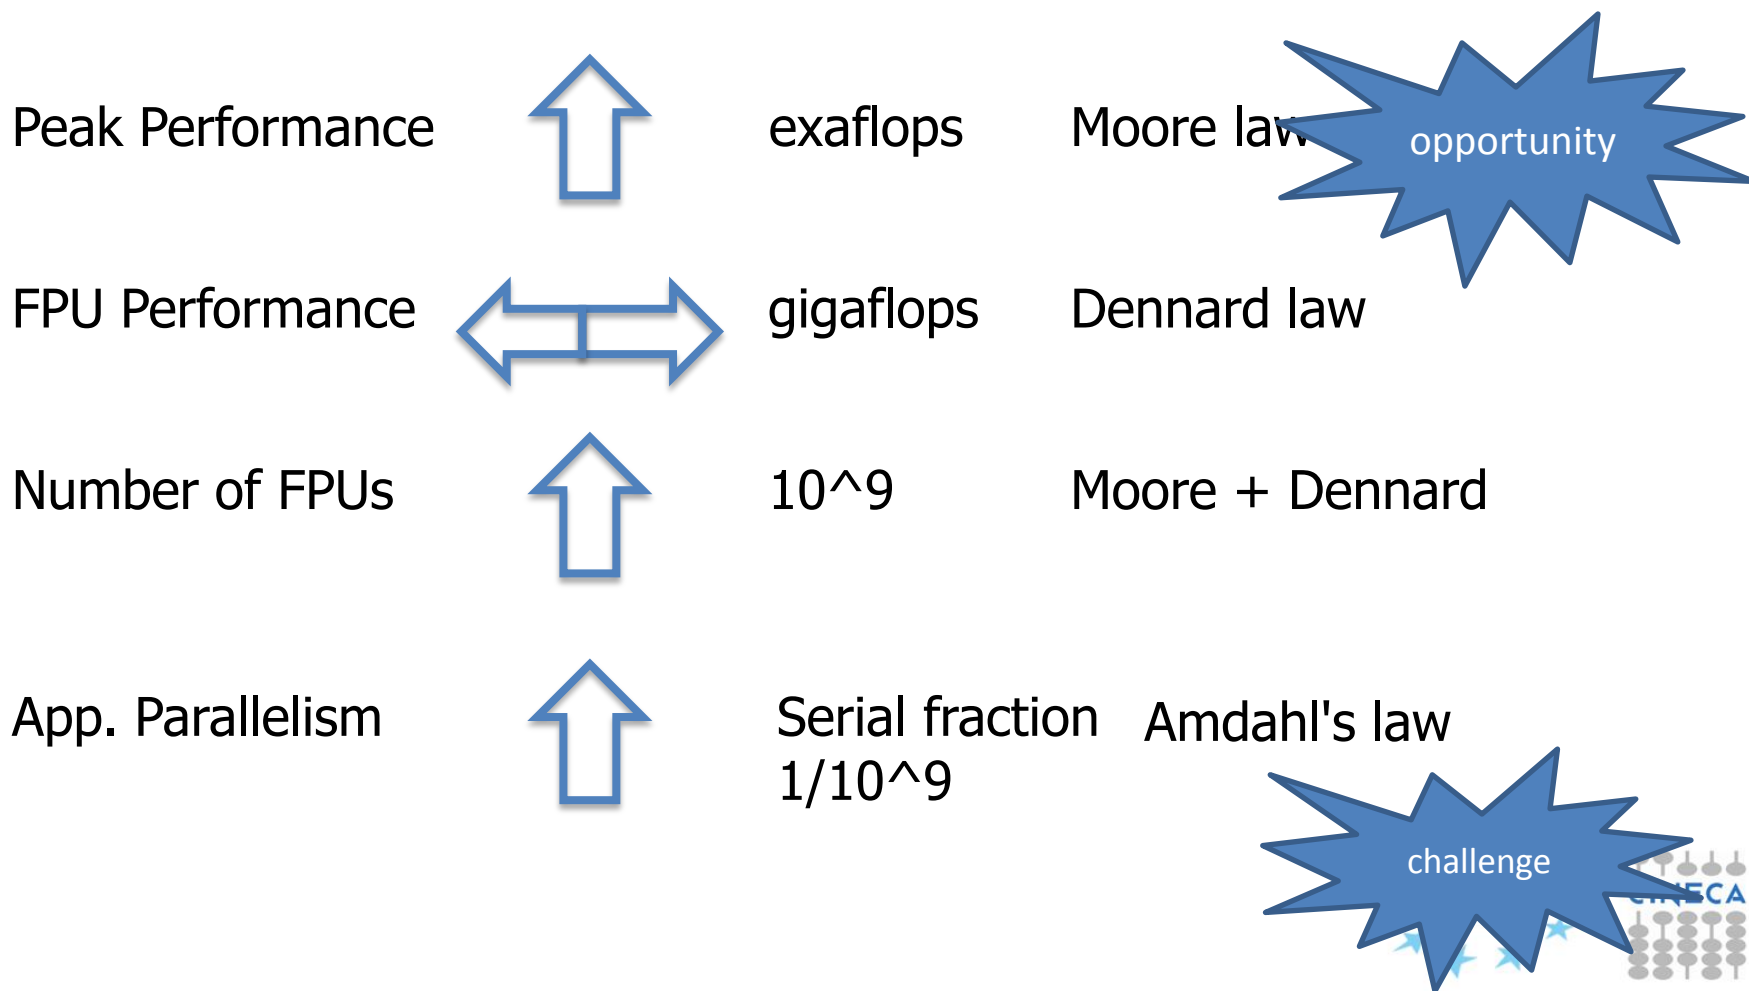 Peak Performance exaflops Moore law opportunity
FPU Performance gigaflops Dennard law
Number of FPUs 10^9 Moore + Dennard
App. Parallelism Serial fraction Amdahl's law
1/10^9
challenge
CINECA